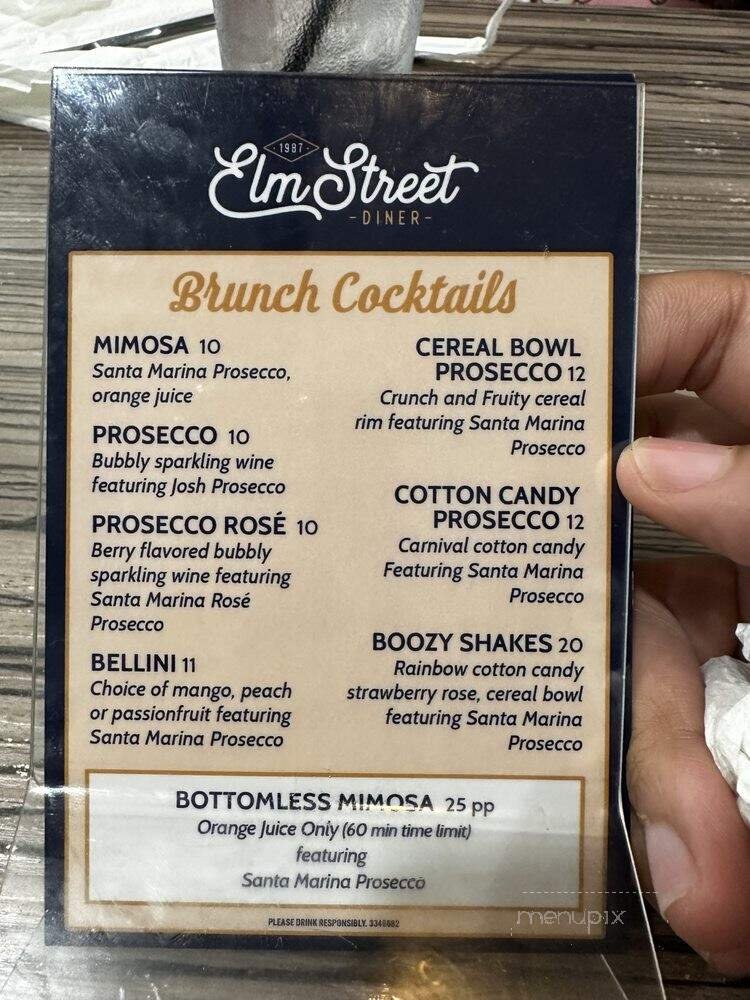 · 1987 ·
Elm Street
- DINER -
Brunch Cocktails
MIMOSA 10
Santa Marina Prosecco,
orange juice
PROSECCO 10
Bubbly sparkling wine
featuring Josh Prosecco
PROSECCO ROSÉ 10
Berry flavored bubbly
sparkling wine featuring
Santa Marina Rosé
Prosecco
BELLINI 11
Choice of mango, peach
or passionfruit featuring
Santa Marina Prosecco
CEREAL BOWL
PROSECCO 12
Crunch and Fruity cereal
rim featuring Santa Marina
Prosecco
COTTON CANDY
PROSECCO 12
Carnival cotton candy
Featuring Santa Marina
Prosecco
BOOZY SHAKES 20
Rainbow cotton candy
strawberry rose, cereal bowl
featuring Santa Marina
Prosecco
BOTTOMLESS MIMOSA 25 pp
Orange Juice Only (60 min time limit)
featuring
Santa Marina Prosecco
PLEASE DRINK RESPONSIBLY.
menupix